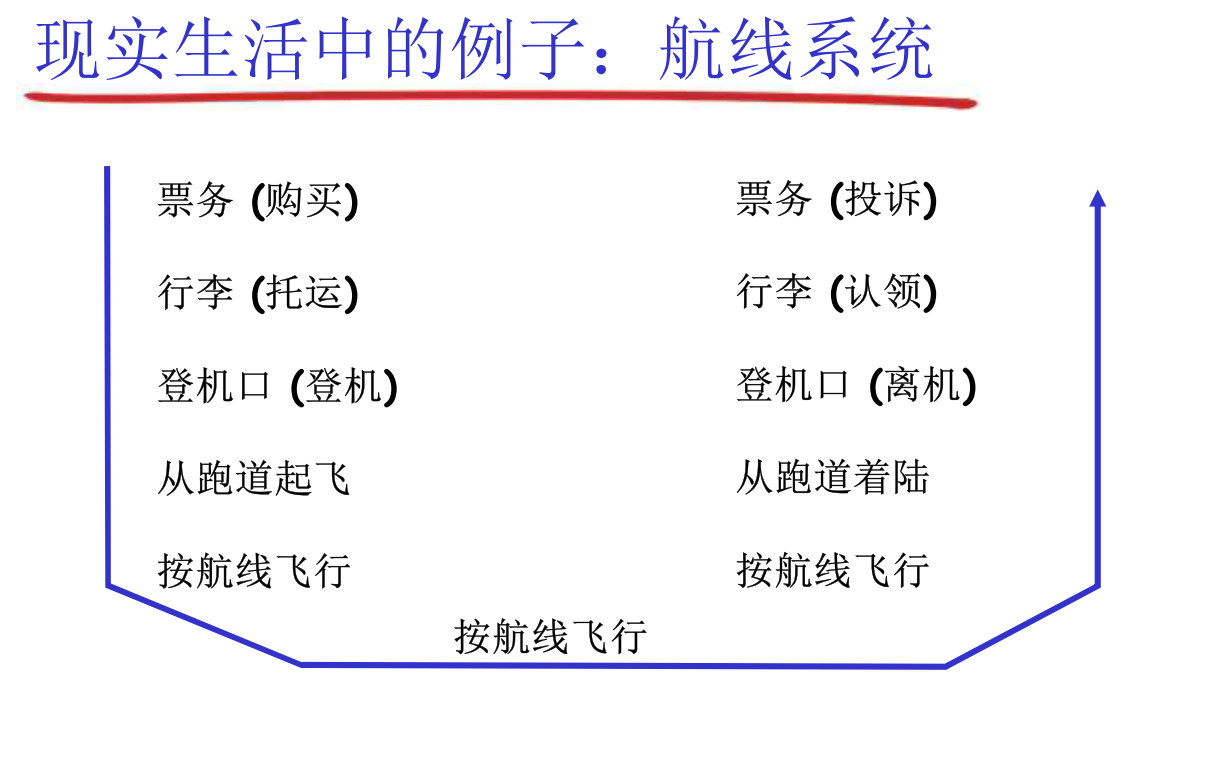 现实生活中的例子：航线系统
票务 (购买)
票务 (投诉)
行李 (托运)
行李 (认领)
登机口 (登机)
登机口 (离机)
从跑道起飞
从跑道着陆
按航线飞行
按航线飞行
按航线飞行